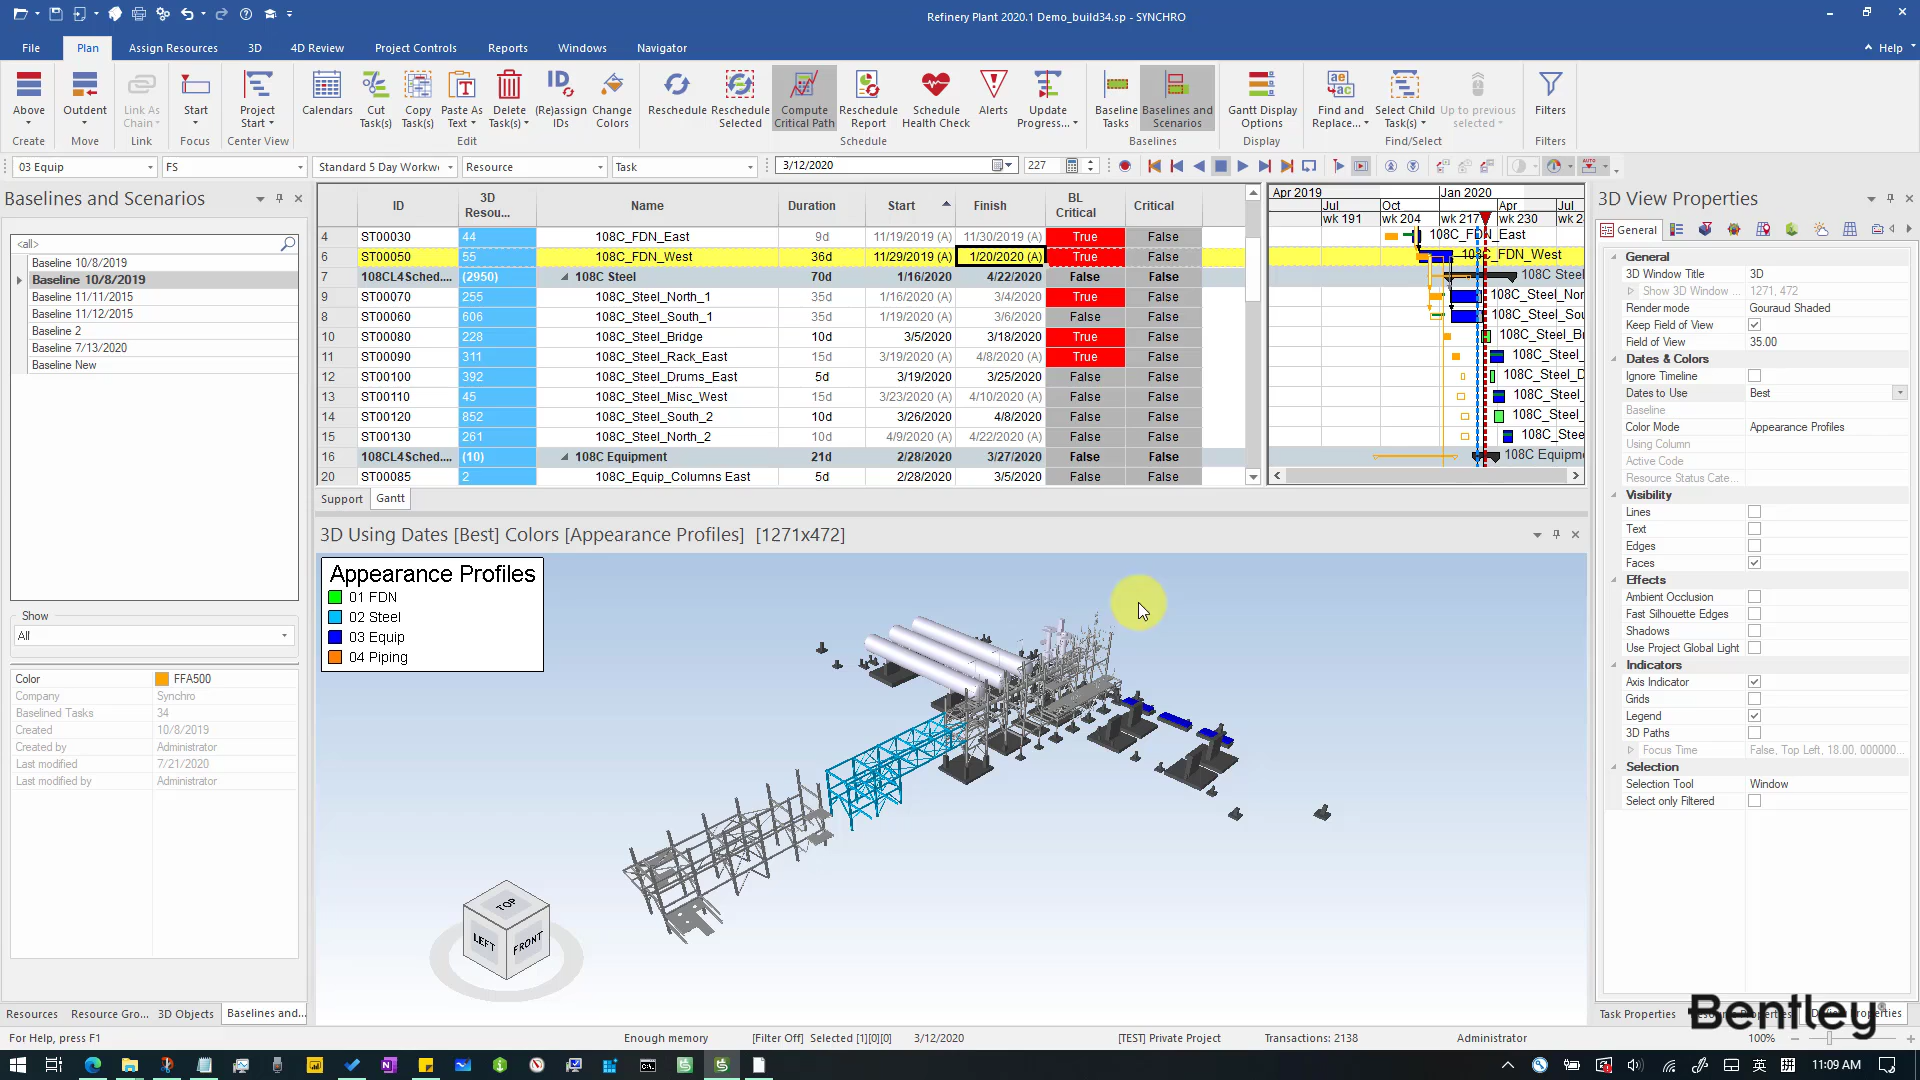 Refinery Plant 2020.1 Demo_build34.sp - SYNCHRO
File Plan Assign Resources 3D 4D Review Project Controls Reports Windows Navigator Help
Above Outdent Link As Chain Start Project Start Calendars Cut Task(s) Copy Task(s) Paste As Text Delete Task(s) (Re)assign IDs Change Colors Reschedule Reschedule Selected Compute Critical Path Reschedule Report Schedule Health Check Alerts Update Progress... Baseline Tasks Baselines and Scenarios Gantt Display Options Find and Replace... Select Child Task(s) Up to previous selected Filters
Create Move Link Focus Center View Edit Schedule Baselines Display Find/Select Filters
03 Equip FS Standard 5 Day Workwe Resource Task 3/12/2020 227
Baselines and Scenarios
<all>
Baseline 10/8/2019
Baseline 10/8/2019
Baseline 11/11/2015
Baseline 11/12/2015
Baseline 2
Baseline 7/13/2020
Baseline New
Show
All
Color FFA500
Company Synchro
Baselined Tasks 34
Created 10/8/2019
Created by Administrator
Last modified 7/21/2020
Last modified by Administrator
Resources Resource Gro... 3D Objects Baselines and...
ID 3D Resou... Name Duration Start Finish BL Critical Critical
4 ST00030 44 108C_FDN_East 9d 11/19/2019 (A) 11/30/2019 (A) True False
6 ST00050 55 108C_FDN_West 36d 11/29/2019 (A) 1/20/2020 (A) True False
7 108CL4Sched.... (2950) 108C Steel 70d 1/16/2020 4/22/2020 False False
9 ST00070 255 108C_Steel_North_1 35d 1/16/2020 (A) 3/4/2020 True False
8 ST00060 606 108C_Steel_South_1 35d 1/16/2020 (A) 3/6/2020 False False
10 ST00080 228 108C_Steel_Bridge 10d 3/5/2020 3/18/2020 True False
11 ST00090 311 108C_Steel_Rack_East 15d 3/19/2020 (A) 4/8/2020 (A) True False
12 ST00100 392 108C_Steel_Drums_East 5d 3/19/2020 3/25/2020 False False
13 ST00110 45 108C_Steel_Misc_West 15d 3/23/2020 (A) 4/10/2020 (A) False False
14 ST00120 852 108C_Steel_South_2 10d 3/26/2020 4/8/2020 False False
15 ST00130 261 108C_Steel_North_2 10d 4/9/2020 (A) 4/22/2020 (A) False False
16 108CL4Sched.... (10) 108C Equipment 21d 2/28/2020 3/27/2020 False False
20 ST00085 2 108C_Equip_Columns East 5d 2/28/2020 3/5/2020 False False
Support Gantt
Apr 2019 Jan 2020
Jul Oct Apr Jul
wk 191 wk 204 wk 217 wk 230 wk 2
108C_FDN_East
108C_FDN_West
108C Steel
108C_Steel_Nor
108C_Steel_Sou
108C_Steel_Br
108C_Steel_
108C_Steel_D
108C_Steel_
108C_Steel_
108C_Stee
108C Equipm
3D Using Dates [Best] Colors [Appearance Profiles] [1271x472]
Appearance Profiles
01 FDN
02 Steel
03 Equip
04 Piping
TOP
LEFT FRONT
3D View Properties
General
General
3D Window Title 3D
Show 3D Window ... 1271, 472
Render mode Gouraud Shaded
Keep Field of View
Field of View 35.00
Dates & Colors
Ignore Timeline
Dates to Use Best
Baseline
Color Mode Appearance Profiles
Using Column
Active Code
Resource Status Cate...
Visibility
Lines
Text
Edges
Faces
Effects
Ambient Occlusion
Fast Silhouette Edges
Shadows
Use Project Global Light
Indicators
Axis Indicator
Grids
Legend
3D Paths
Focus Time False, Top Left, 18.00, 000000...
Selection
Selection Tool Window
Select only Filtered
Task Properties
Bentley
For Help, press F1 Enough memory [Filter Off] Selected [1][0][0] 3/12/2020 [TEST] Private Project Transactions: 2138 Administrator 100%
英 拼 11:09 AM